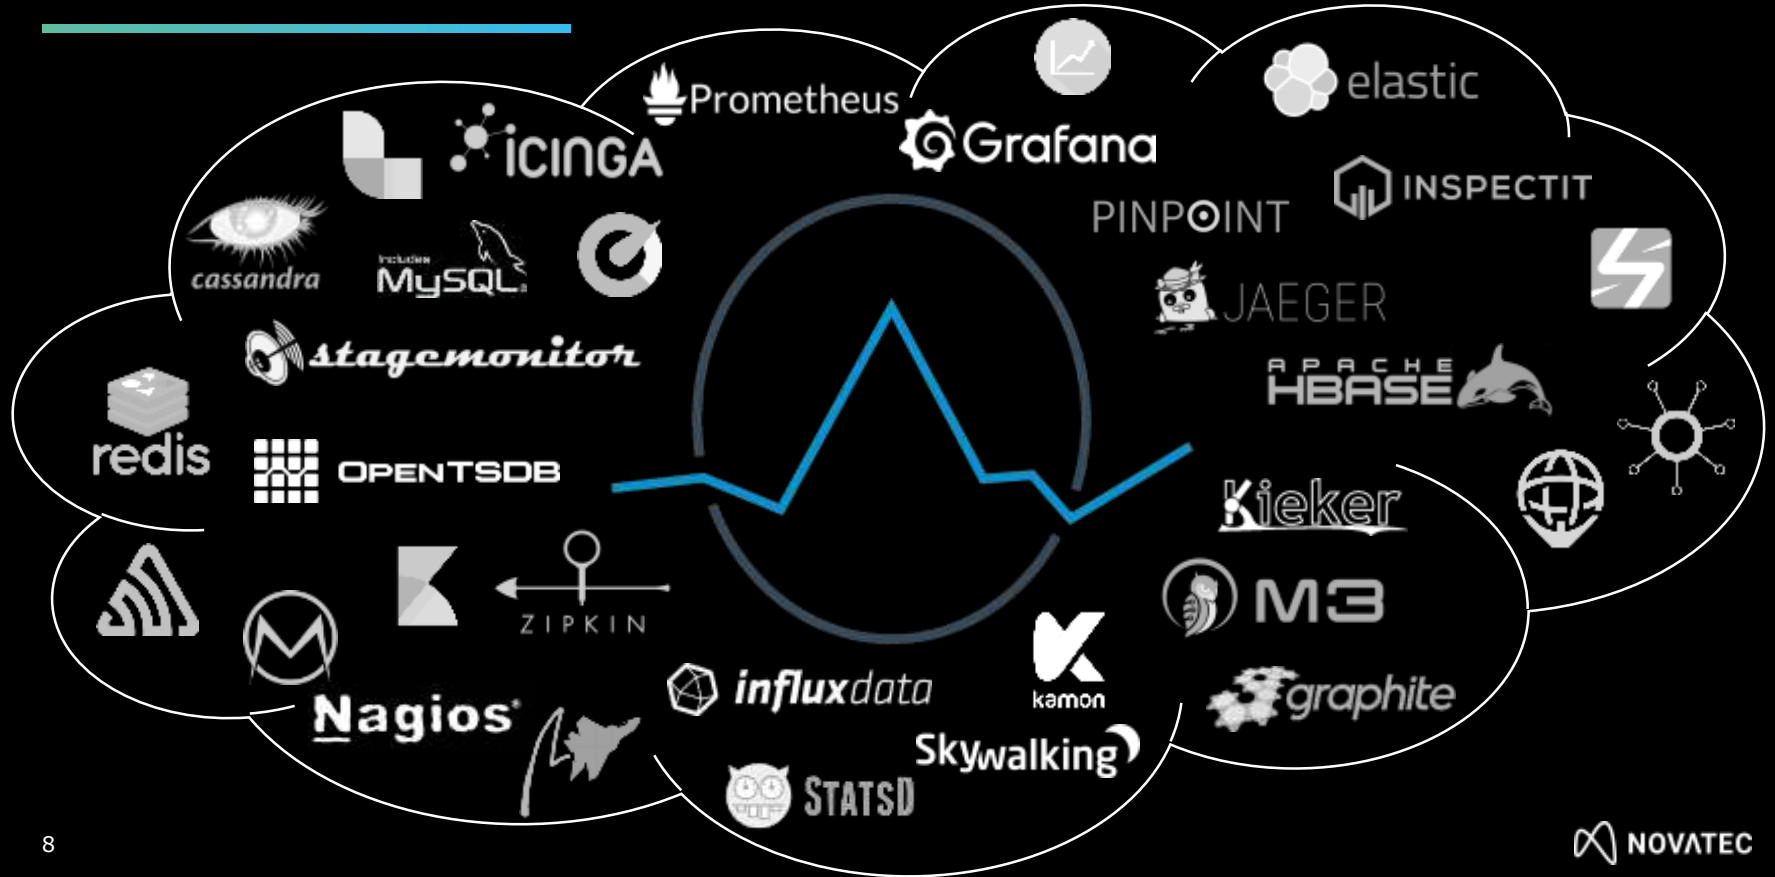 Prometheus
elastic
Grafana
ICINGA
INSPECTIT
PINPOINT
cassandra
Includes
MySQL
JAEGER
stagemonitor
APACHE
HBASE
redis
OPENTSDB
Kieker
M3
ZIPKIN
influxdata
kamon
graphite
Nagios®
Skywalking
STATSD
8
NOVATEC